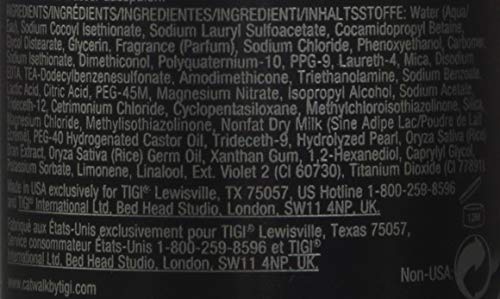 INGREDIENTS/INGRÉDIENTS/INGREDIENTES/INGREDIENTI/INHALTSSTOFFE: Water (Aqua/
Eau), Sodium Cocoyl Isethionate, Sodium Lauryl Sulfoacetate, Cocamidopropyl Betaine,
Glycol Distearate, Glycerin, Fragrance (Parfum), Sodium Chloride, Phenoxyethanol, Carbomer,
Sodium Isethionate, Dimethiconol, Polyquaternium-10, PPG-9, Laureth-4, Mica, Disodium
EDTA, TEA-Dodecylbenzenesulfonate, Amodimethicone, Triethanolamine, Sodium Benzoate,
Lactic Acid, Citric Acid, PEG-45M, Magnesium Nitrate, Isopropyl Alcohol, Sodium Acetate,
Trideceth-12, Cetrimonium Chloride, Cyclopentasiloxane, Methylchloroisothiazolinone, Silica,
Magnesium Chloride, Methylisothiazolinone, Nonfat Dry Milk (Sine Adipe Lac/Poudre de Lait
Écrémé), PEG-40 Hydrogenated Castor Oil, Trideceth-9, Hydrolyzed Pearl, Oryza Sativa (Rice)
Bran Extract, Oryza Sativa (Rice) Germ Oil, Xanthan Gum, 1,2-Hexanediol, Caprylyl Glycol,
Potassium Sorbate, Limonene, Linalool, Ext. Violet 2 (CI 60730), Titanium Dioxide (CI 77891).
Made in USA exclusively for TIGI® Lewisville, TX 75057, US Hotline 1-800-259-8596
and TIGI® International Ltd, Bed Head Studio, London, SW11 4NP, UK.
Fabriqué aux États-Unis exclusivement pour TIGI® Lewisville, Texas 75057,
Service consommateur États-Unis 1-800-259-8596 et TIGI®
International Ltd, Bed Head Studio, London, SW11 4NP, UK.
www.catwalkbytigi.com
Non-USA:
12M